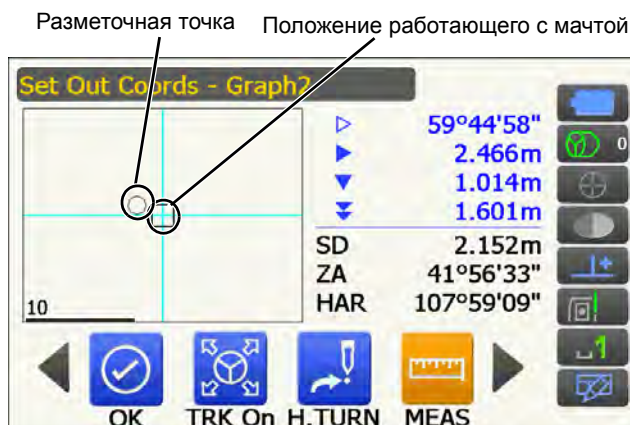 Разметочная точка
Положение работающего с мачтой
Set Out Coords - Graph2
59°44'58"
2.466m
1.014m
1.601m
SD 2.152m
ZA 41°56'33"
HAR 107°59'09"
10
0
OK TRK On H.TURN MEAS
1